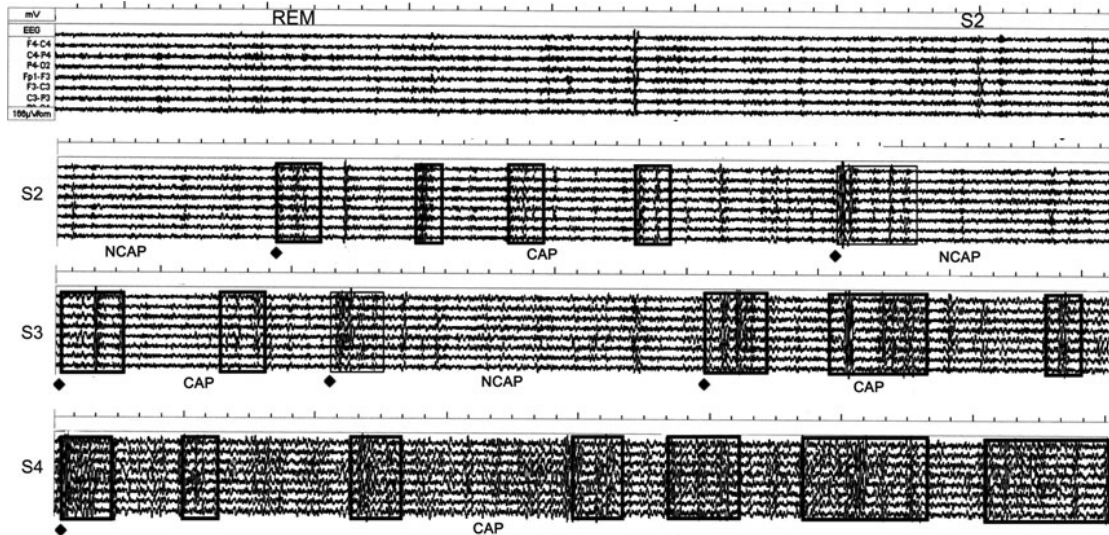 mV REM S2
EEG
F4-C4
C4-P4
P4-O2
Fp1-F3
F3-C3
C3-P3
S2
NCAP CAP NCAP
S3
CAP NCAP CAP
S4
CAP